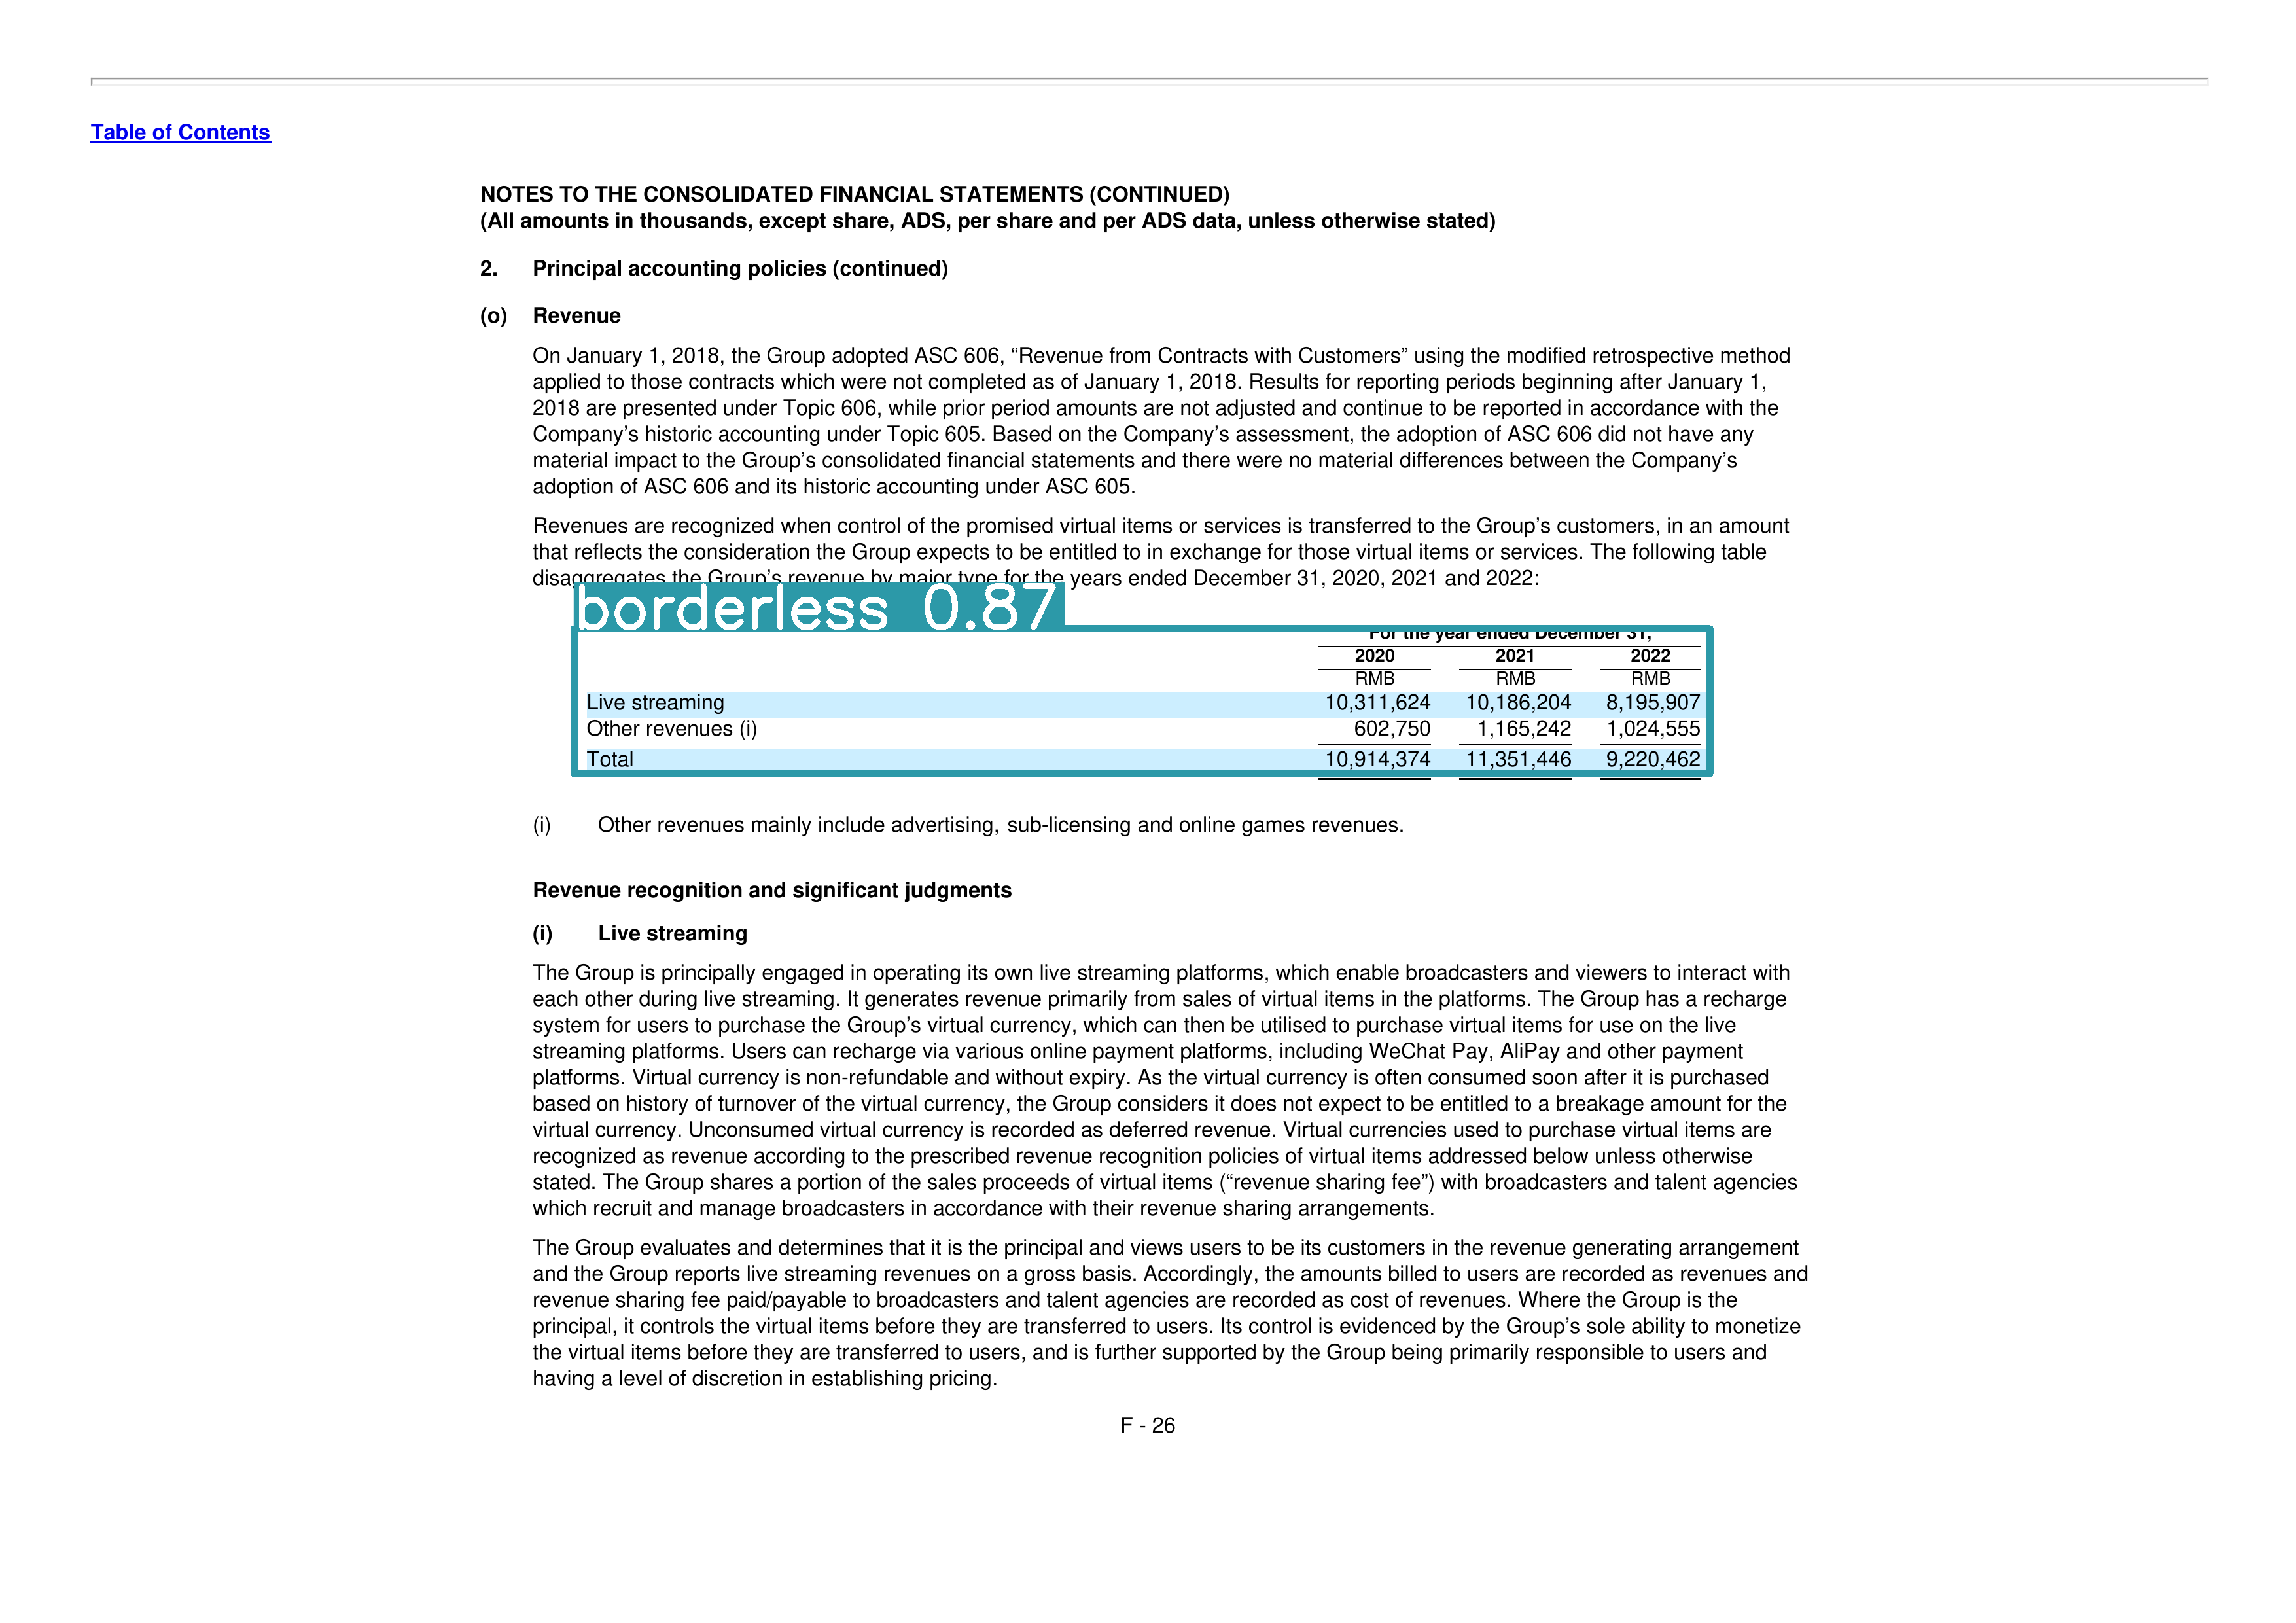 Table of Contents
NOTES TO THE CONSOLIDATED FINANCIAL STATEMENTS (CONTINUED)
(All amounts in thousands, except share, ADS, per share and per ADS data, unless otherwise stated)
2. Principal accounting policies (continued)
(o) Revenue
On January 1, 2018, the Group adopted ASC 606, “Revenue from Contracts with Customers” using the modified retrospective method
applied to those contracts which were not completed as of January 1, 2018. Results for reporting periods beginning after January 1,
2018 are presented under Topic 606, while prior period amounts are not adjusted and continue to be reported in accordance with the
Company’s historic accounting under Topic 605. Based on the Company’s assessment, the adoption of ASC 606 did not have any
material impact to the Group’s consolidated financial statements and there were no material differences between the Company’s
adoption of ASC 606 and its historic accounting under ASC 605.
Revenues are recognized when control of the promised virtual items or services is transferred to the Group’s customers, in an amount
that reflects the consideration the Group expects to be entitled to in exchange for those virtual items or services. The following table
disaggregates the Group’s revenue by major type for the years ended December 31, 2020, 2021 and 2022:
borderless 0.87
For the year ended December 31,
2020 2021 2022
RMB RMB RMB
Live streaming 10,311,624 10,186,204 8,195,907
Other revenues (i) 602,750 1,165,242 1,024,555
Total 10,914,374 11,351,446 9,220,462
(i) Other revenues mainly include advertising, sub-licensing and online games revenues.
Revenue recognition and significant judgments
(i) Live streaming
The Group is principally engaged in operating its own live streaming platforms, which enable broadcasters and viewers to interact with
each other during live streaming. It generates revenue primarily from sales of virtual items in the platforms. The Group has a recharge
system for users to purchase the Group’s virtual currency, which can then be utilised to purchase virtual items for use on the live
streaming platforms. Users can recharge via various online payment platforms, including WeChat Pay, AliPay and other payment
platforms. Virtual currency is non-refundable and without expiry. As the virtual currency is often consumed soon after it is purchased
based on history of turnover of the virtual currency, the Group considers it does not expect to be entitled to a breakage amount for the
virtual currency. Unconsumed virtual currency is recorded as deferred revenue. Virtual currencies used to purchase virtual items are
recognized as revenue according to the prescribed revenue recognition policies of virtual items addressed below unless otherwise
stated. The Group shares a portion of the sales proceeds of virtual items (“revenue sharing fee”) with broadcasters and talent agencies
which recruit and manage broadcasters in accordance with their revenue sharing arrangements.
The Group evaluates and determines that it is the principal and views users to be its customers in the revenue generating arrangement
and the Group reports live streaming revenues on a gross basis. Accordingly, the amounts billed to users are recorded as revenues and
revenue sharing fee paid/payable to broadcasters and talent agencies are recorded as cost of revenues. Where the Group is the
principal, it controls the virtual items before they are transferred to users. Its control is evidenced by the Group’s sole ability to monetize
the virtual items before they are transferred to users, and is further supported by the Group being primarily responsible to users and
having a level of discretion in establishing pricing.
F - 26